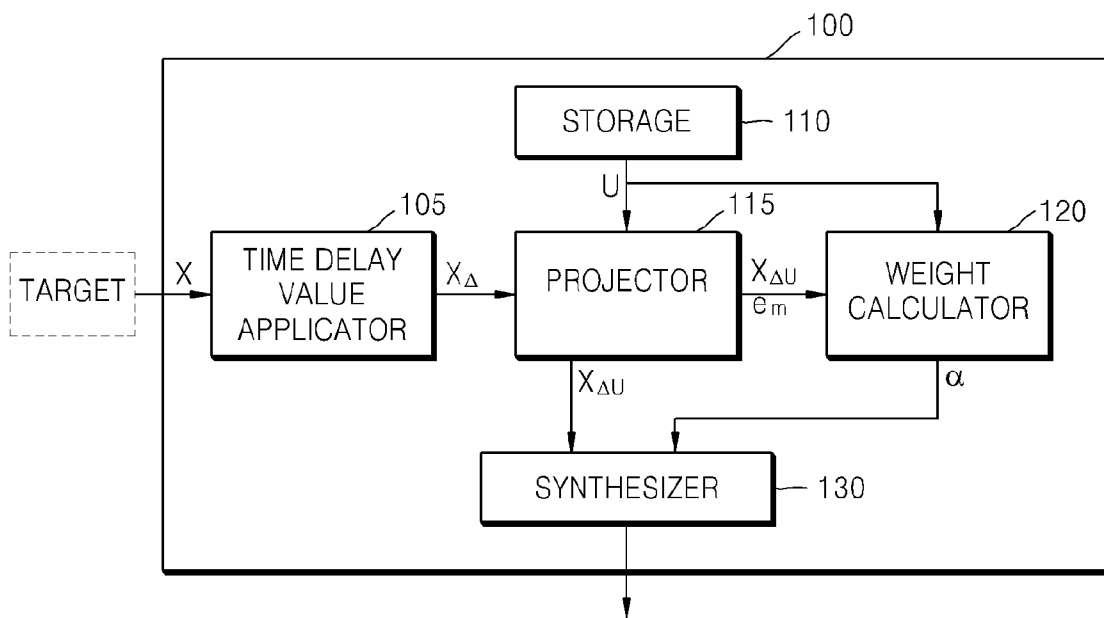 100
STORAGE
110
U
105
115
120
TARGET
X
TIME DELAY
VALUE
APPLICATOR
XΔ
PROJECTOR
XΔU
em
WEIGHT
CALCULATOR
XΔU
α
SYNTHESIZER
130